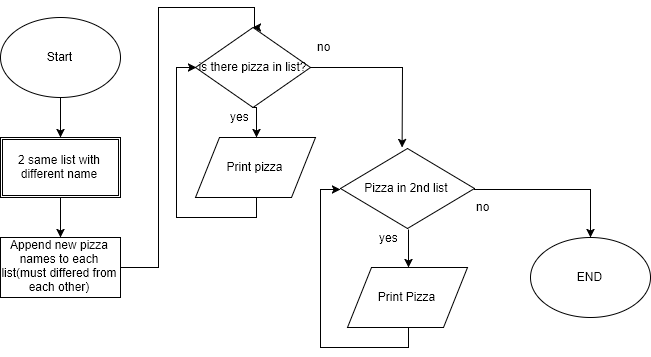 Start
2 same list with
different name
Append new pizza
names to each
list(must differed from
each other)
is there pizza in list?
no
yes
Print pizza
Pizza in 2nd list
no
yes
Print Pizza
END